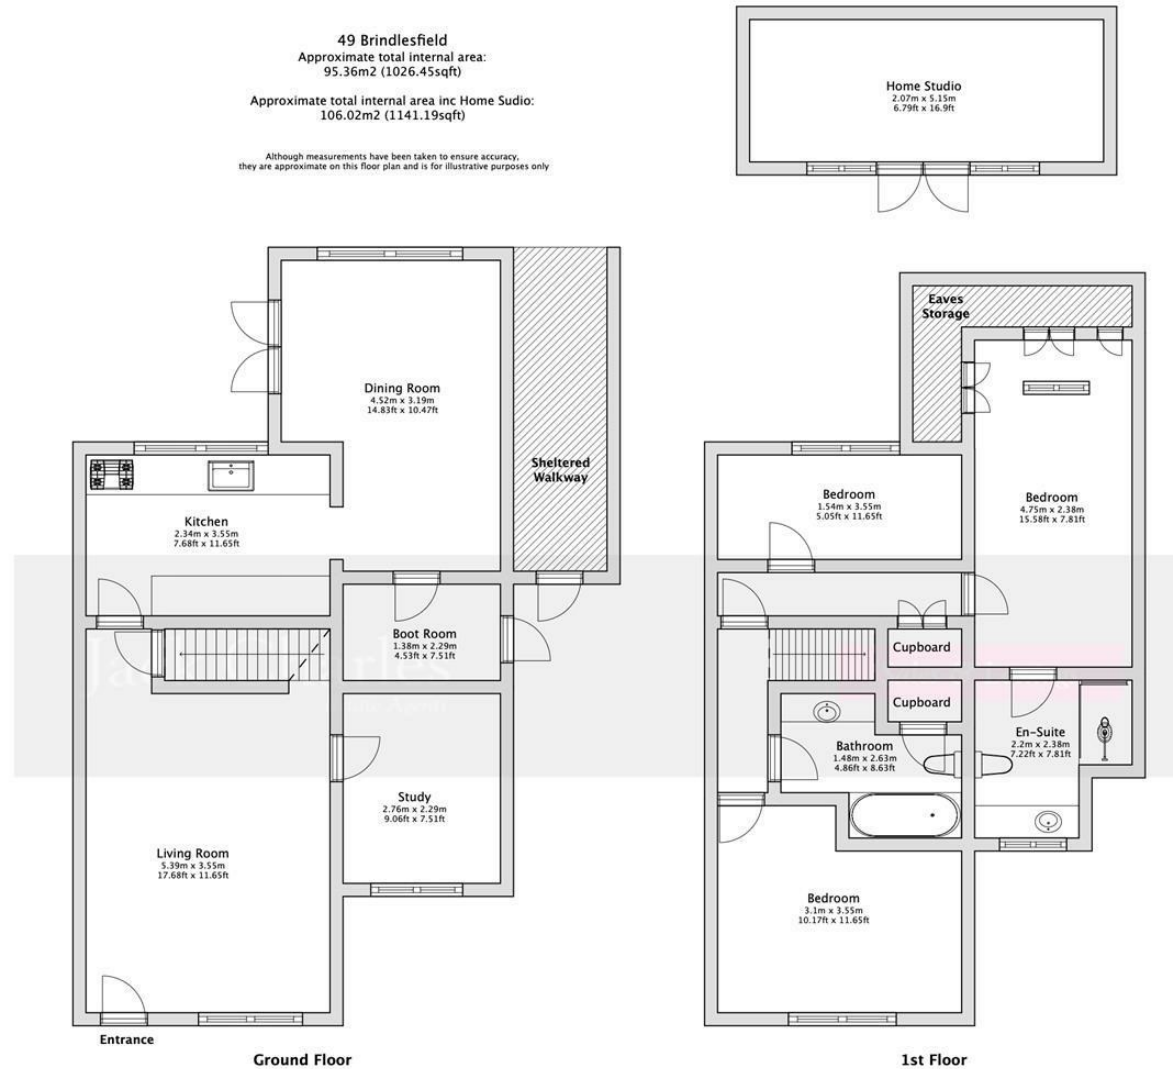 49 Brindlesfield
Approximate total internal area:
95.36m2 (1026.45sqft)
Approximate total internal area inc Home Sudio:
106.02m2 (1141.19sqft)
Although measurements have been taken to ensure accuracy,
they are approximate on this floor plan and is for illustrative purposes only
Home Studio
2.07m x 5.15m
6.79ft x 16.9ft
Dining Room
4.52m x 3.19m
14.83ft x 10.47ft
Sheltered
Walkway
Kitchen
2.34m x 3.55m
7.68ft x 11.65ft
Boot Room
1.38m x 2.29m
4.53ft x 7.51ft
Study
2.76m x 2.29m
9.06ft x 7.51ft
Living Room
5.39m x 3.55m
17.68ft x 11.65ft
Entrance
Ground Floor
Eaves
Storage
Bedroom
1.54m x 3.55m
5.05ft x 11.65ft
Bedroom
4.75m x 2.38m
15.58ft x 7.81ft
Cupboard
Cupboard
Bathroom
1.48m x 2.63m
4.86ft x 8.63ft
En-Suite
2.2m x 2.38m
7.22ft x 7.81ft
Bedroom
3.1m x 3.55m
10.17ft x 11.65ft
1st Floor